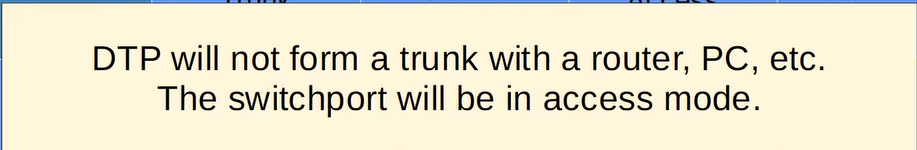 DTP will not form a trunk with a router, PC, etc.
The switchport will be in access mode.